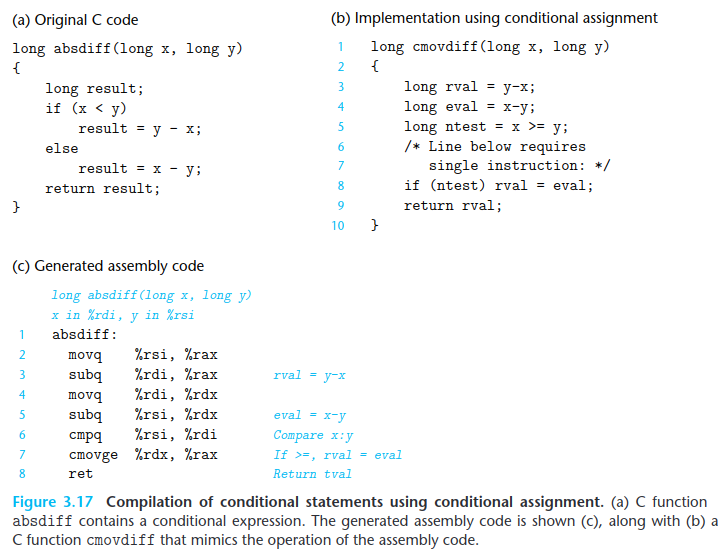 (a) Original C code
long absdiff(long x, long y)
{
    long result;
    if (x < y)
        result = y - x;
    else
        result = x - y;
    return result;
}
(b) Implementation using conditional assignment
1 long cmovdiff(long x, long y)
2 {
3     long rval = y-x;
4     long eval = x-y;
5     long ntest = x >= y;
6     /* Line below requires
7        single instruction: */
8     if (ntest) rval = eval;
9     return rval;
10 }
(c) Generated assembly code
long absdiff(long x, long y)
x in %rdi, y in %rsi
1 absdiff:
2   movq    %rsi, %rax
3   subq    %rdi, %rax    rval = y-x
4   movq    %rdi, %rdx
5   subq    %rsi, %rdx    eval = x-y
6   cmpq    %rsi, %rdi    Compare x:y
7   cmovge  %rdx, %rax    If >=, rval = eval
8   ret                   Return tval
Figure 3.17 Compilation of conditional statements using conditional assignment. (a) C function
absdiff contains a conditional expression. The generated assembly code is shown (c), along with (b) a
C function cmovdiff that mimics the operation of the assembly code.